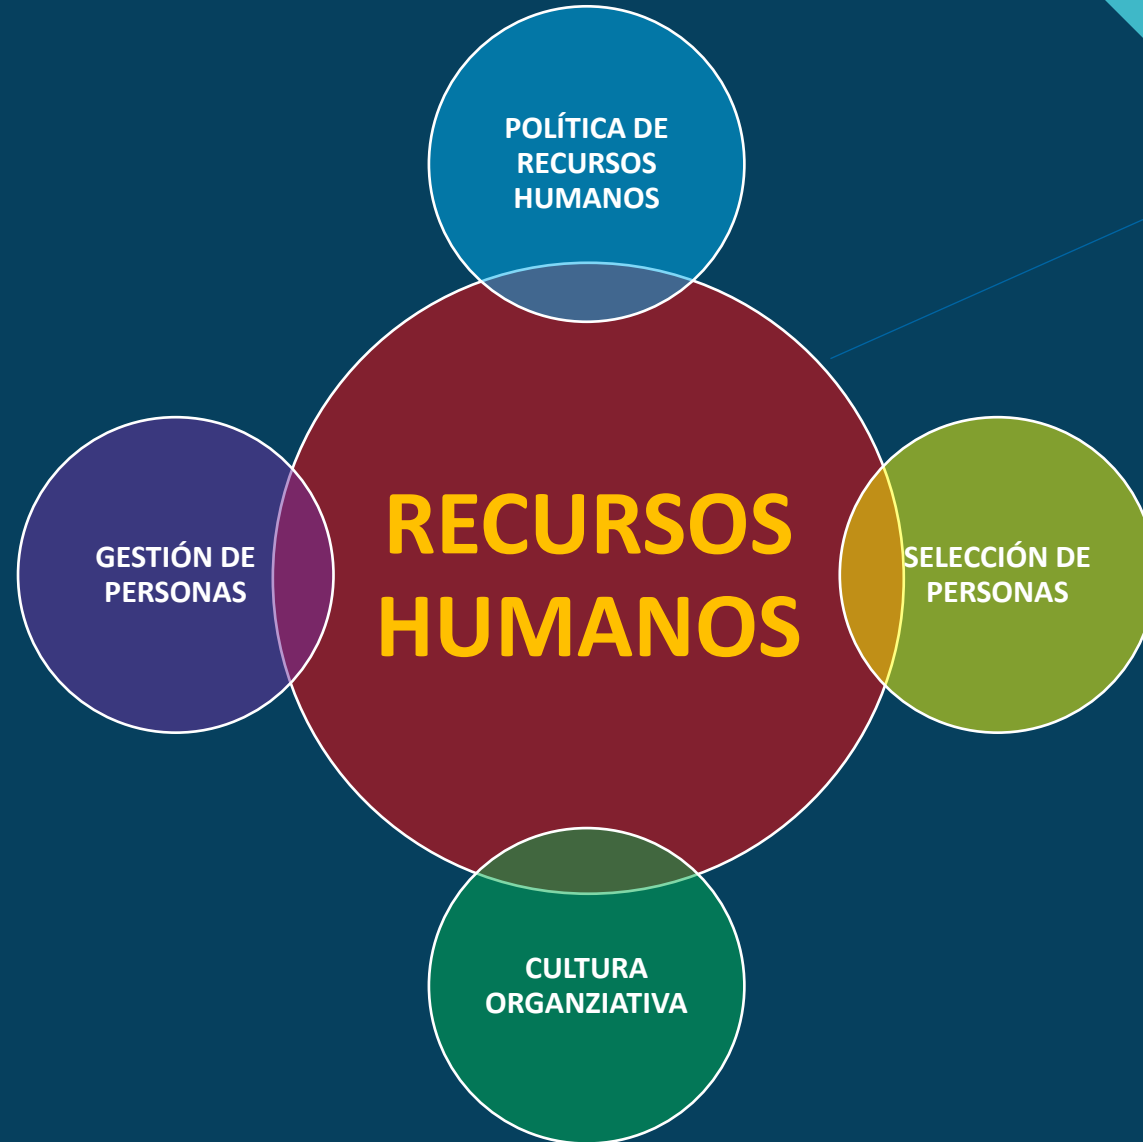 POLÍTICA DE
RECURSOS
HUMANOS
GESTIÓN DE
PERSONAS
RECURSOS
HUMANOS
SELECCIÓN DE
PERSONAS
CULTURA
ORGANZIATIVA